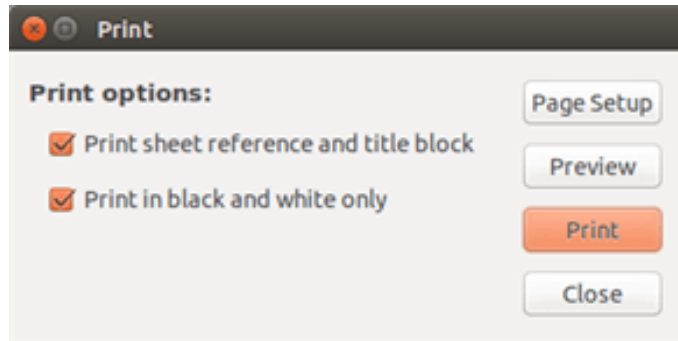 Print
Print options:
Page Setup
Print sheet reference and title block
Preview
Print in black and white only
Print
Close